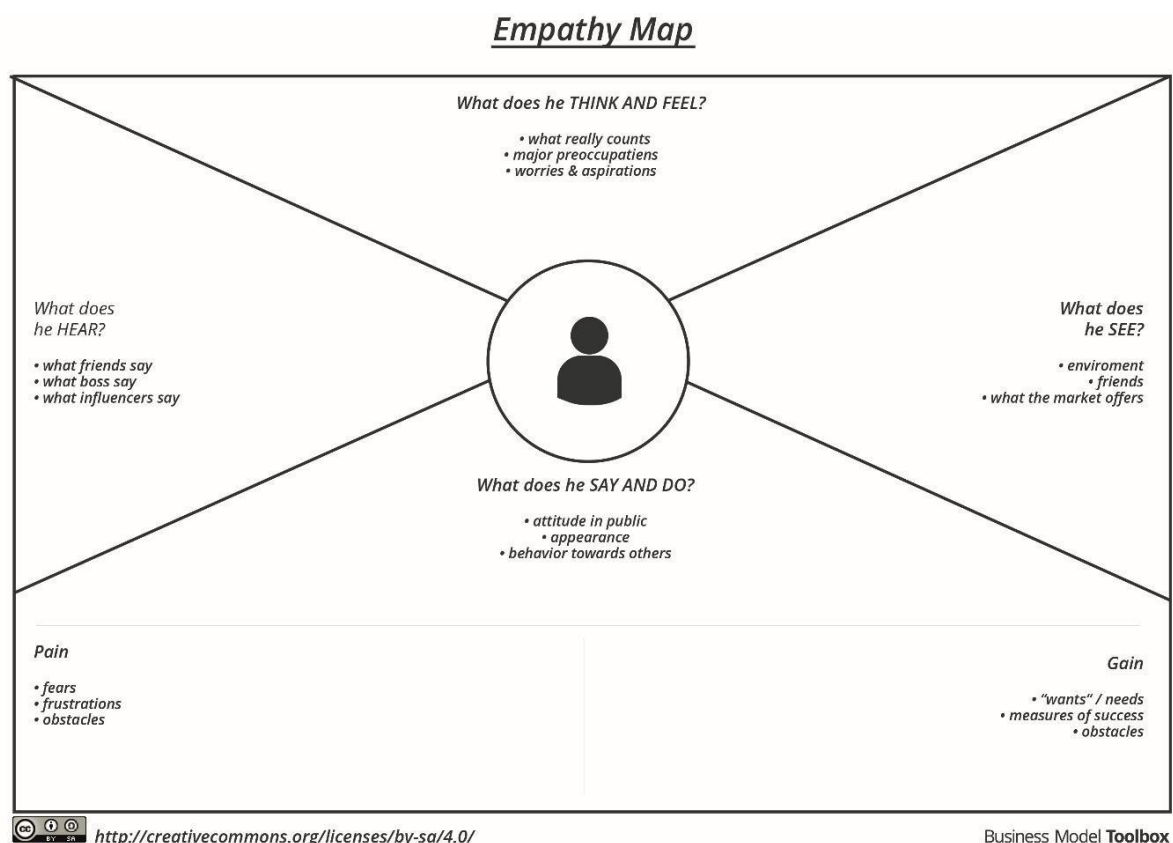 Empathy Map
What does he THINK AND FEEL?
• what really counts
• major preoccupatiens
• worries & aspirations
What does
he HEAR?
• what friends say
• what boss say
• what influencers say
What does
he SEE?
• enviroment
• friends
• what the market offers
What does he SAY AND DO?
• attitude in public
• appearance
• behavior towards others
Pain
• fears
• frustrations
• obstacles
Gain
• “wants” / needs
• measures of success
• obstacles
cc BY SA
http://creativecommons.org/licenses/by-sa/4.0/
Business Model Toolbox